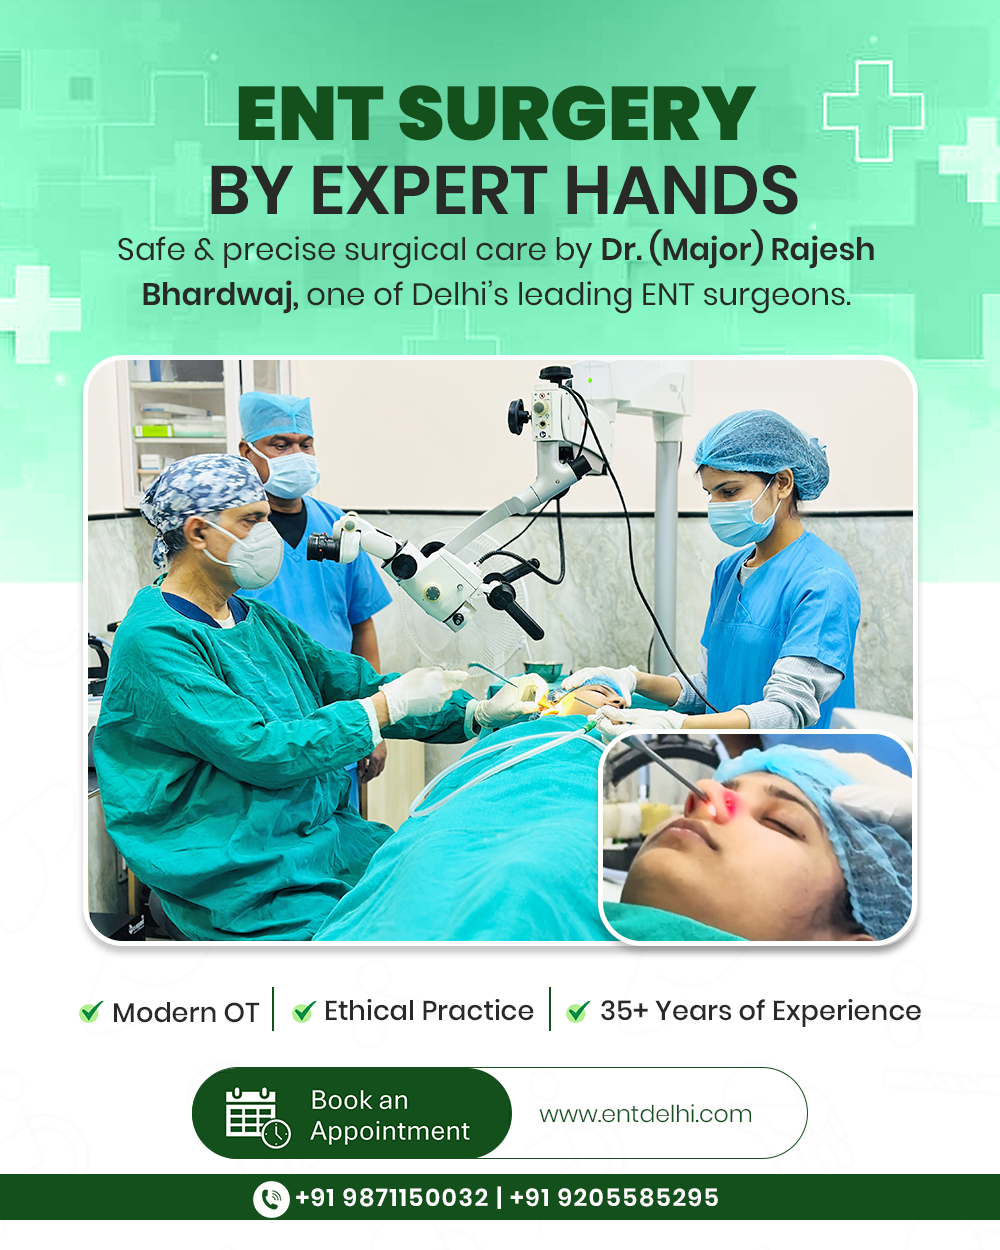 ENT SURGERY
BY EXPERT HANDS
Safe & precise surgical care by Dr. (Major) Rajesh
Bhardwaj, one of Delhi's leading ENT surgeons.
Modern OT | Ethical Practice | 35+ Years of Experience
Book an
Appointment
www.entdelhi.com
+91 9871150032 | +91 9205585295